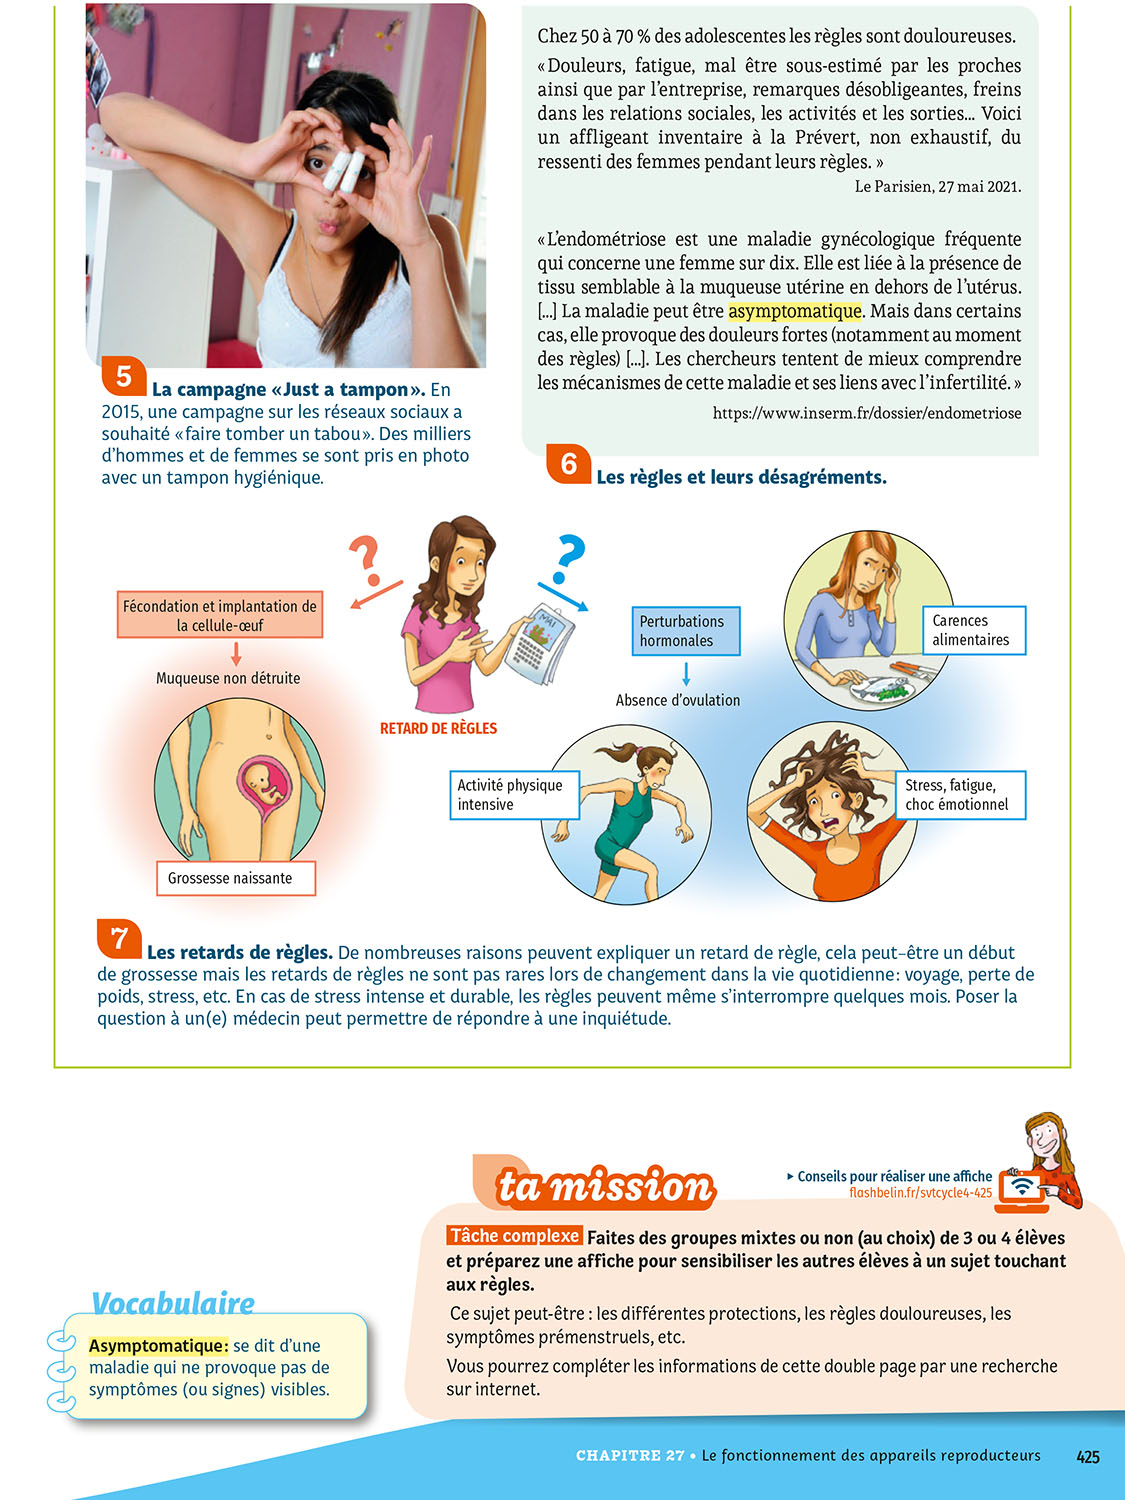 Chez 50 à 70 % des adolescentes les règles sont douloureuses.
« Douleurs, fatigue, mal être sous-estimé par les proches
ainsi que par l'entreprise, remarques désobligeantes, freins
dans les relations sociales, les activités et les sorties... Voici
un affligeant inventaire à la Prévert, non exhaustif, du
ressenti des femmes pendant leurs règles. »
Le Parisien, 27 mai 2021.
« L'endométriose est une maladie gynécologique fréquente
qui concerne une femme sur dix. Elle est liée à la présence de
tissu semblable à la muqueuse utérine en dehors de l'utérus.
[...] La maladie peut être asymptomatique. Mais dans certains
cas, elle provoque des douleurs fortes (notamment au moment
des règles) [...]. Les chercheurs tentent de mieux comprendre
les mécanismes de cette maladie et ses liens avec l'infertilité. »
https://www.inserm.fr/dossier/endometriose
5 La campagne « Just a tampon ». En
2015, une campagne sur les réseaux sociaux a
souhaité « faire tomber un tabou ». Des milliers
d'hommes et de femmes se sont pris en photo
avec un tampon hygiénique.
6 Les règles et leurs désagréments.
? ?
MAI
Fécondation et implantation de
la cellule-œuf
Muqueuse non détruite
Grossesse naissante
RETARD DE RÈGLES
Perturbations
hormonales
Absence d'ovulation
Carences
alimentaires
Activité physique
intensive
Stress, fatigue,
choc émotionnel
7 Les retards de règles. De nombreuses raisons peuvent expliquer un retard de règle, cela peut-être un début
de grossesse mais les retards de règles ne sont pas rares lors de changement dans la vie quotidienne : voyage, perte de
poids, stress, etc. En cas de stress intense et durable, les règles peuvent même s'interrompre quelques mois. Poser la
question à un(e) médecin peut permettre de répondre à une inquiétude.
ta mission
▸ Conseils pour réaliser une affiche
flashbelin.fr/svtcycle4-425
Tâche complexe Faites des groupes mixtes ou non (au choix) de 3 ou 4 élèves
et préparez une affiche pour sensibiliser les autres élèves à un sujet touchant
aux règles.
Ce sujet peut-être : les différentes protections, les règles douloureuses, les
symptômes prémenstruels, etc.
Vous pourrez compléter les informations de cette double page par une recherche
sur internet.
Vocabulaire
Asymptomatique : se dit d'une
maladie qui ne provoque pas de
symptômes (ou signes) visibles.
CHAPITRE 27 • Le fonctionnement des appareils reproducteurs 425